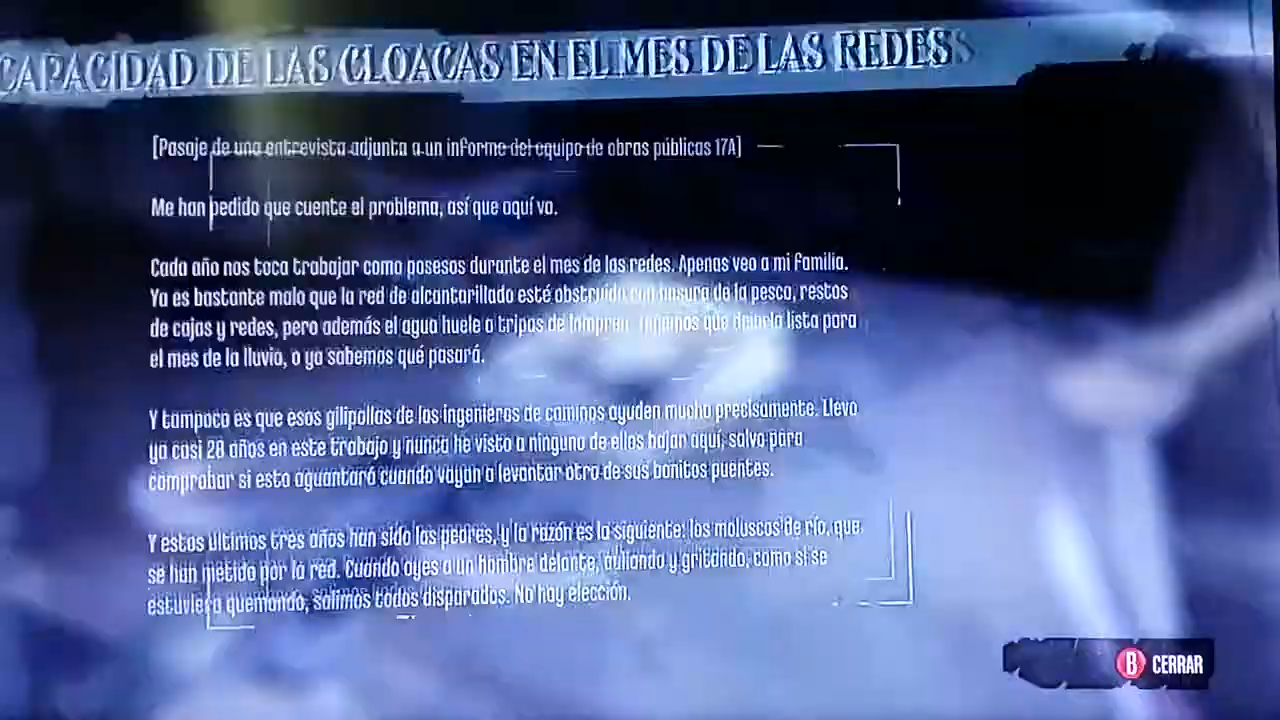 CAPACIDAD DE LAS CLOACAS EN EL MES DE LAS REDES
[Pasaje de una entrevista adjunta a un informe del equipo de obras públicas 17A]
Me han pedido que cuente el problema, así que aquí va.
Cada año nos toca trabajar como posesos durante el mes de las redes. Apenas veo a mi familia.
Ya es bastante malo que la red de alcantarillado esté obstruida con basura de la pesca, restos
de cajas y redes, pero además el agua huele a tripas de que dejarla lista para
el mes de la lluvia, o ya sabemos qué pasará.
Y tampoco es que esos gilipollas de los ingenieros de caminos ayuden mucho precisamente. Llevo
ya casi 28 años en este trabajo y nunca he visto a ninguno de ellos bajar aquí, salvo para
comprobar si esto aguantará cuando vayan a levantar otro de sus bonitos puentes.
Y estos últimos tres años han sido los peores, y la razón es la siguiente: los moluscos de río, que
se han metido por la red. Cuando oyes a un hombre delante, aullando y gritando, como si se
estuviera quemando, salimos todos disparados. No hay elección.
B CERRAR